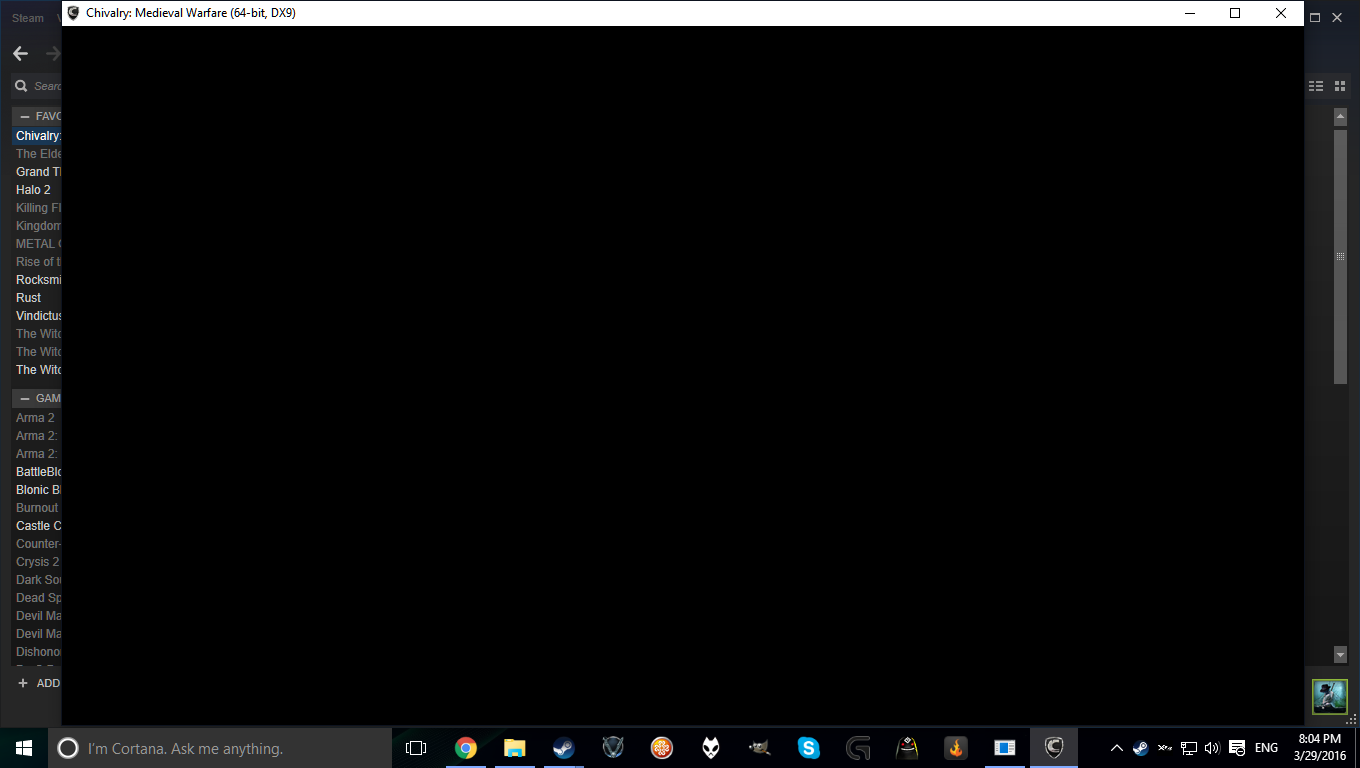 Steam
Chivalry: Medieval Warfare (64-bit, DX9)
Searc
FAVO
Chivalry:
The Elde
Grand Th
Halo 2
Killing Fl
Kingdom
METAL
Rise of t
Rocksmi
Rust
Vindictus
The Witc
The Witc
The Witc
GAM
Arma 2
Arma 2:
Arma 2:
BattleBlo
Blonic Bl
Burnout
Castle C
Counter-
Crysis 2
Dark Sou
Dead Sp
Devil Ma
Devil Ma
Dishonor
ADD
I'm Cortana. Ask me anything.
ENG
8:04 PM
3/29/2016